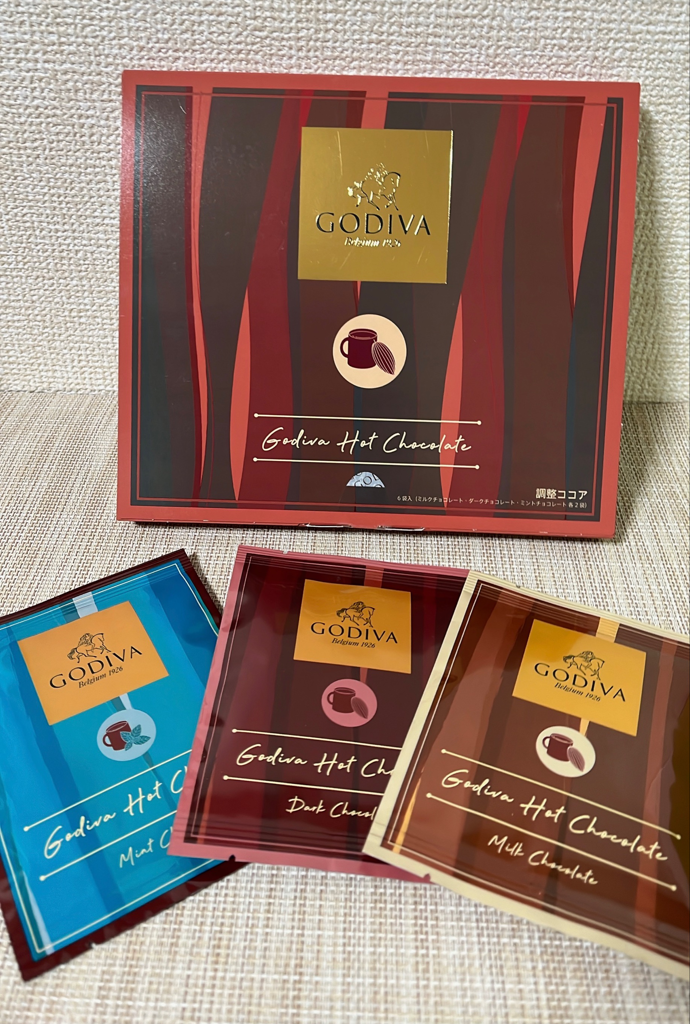 GODIVA
Belgium 1926
Godiva Hot Chocolate
調整ココア
6袋入（ミルクチョコレート・ダークチョコレート・ミントチョコレート 各2袋）
GODIVA
Belgium 1926
Godiva Hot C
Mint C
GODIVA
Belgium 1926
Godiva Hot Ch
Dark Chocol
GODIVA
Belgium 1926
Godiva Hot Chocolate
Milk Chocolate